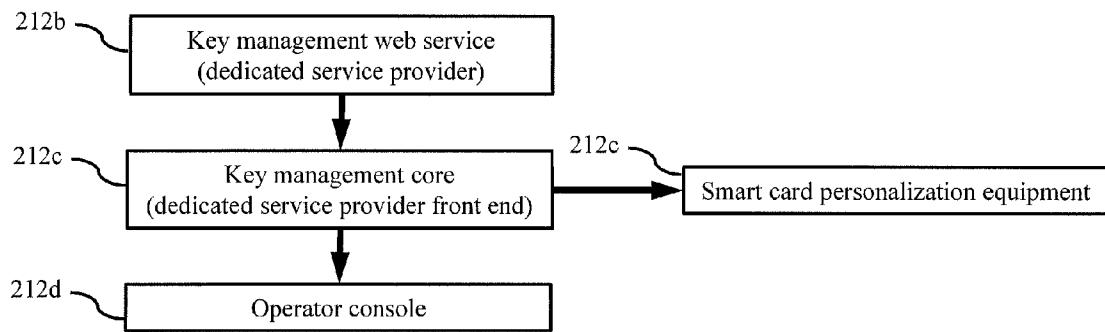 212b
Key management web service
(dedicated service provider)
212c
Key management core
(dedicated service provider front end)
212c
Smart card personalization equipment
212d
Operator console